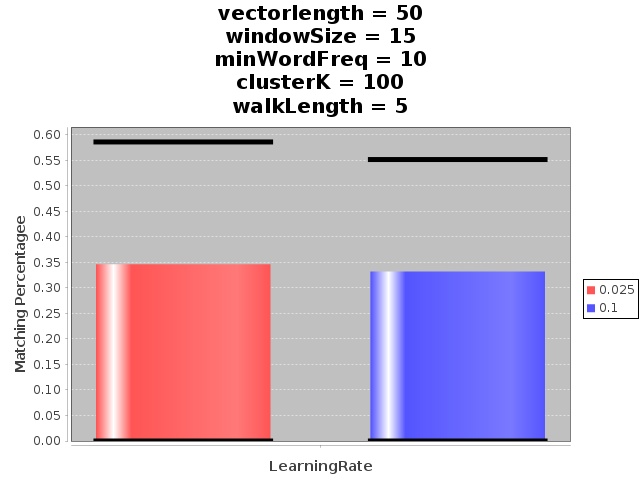 vectorlength = 50
windowSize = 15
minWordFreq = 10
clusterK = 100
walkLength = 5
0.60
0.55
0.50
0.45
0.40
0.35
0.30
0.25
0.20
0.15
0.10
0.05
0.00
Matching Percentagee
LearningRate
0.025
0.1